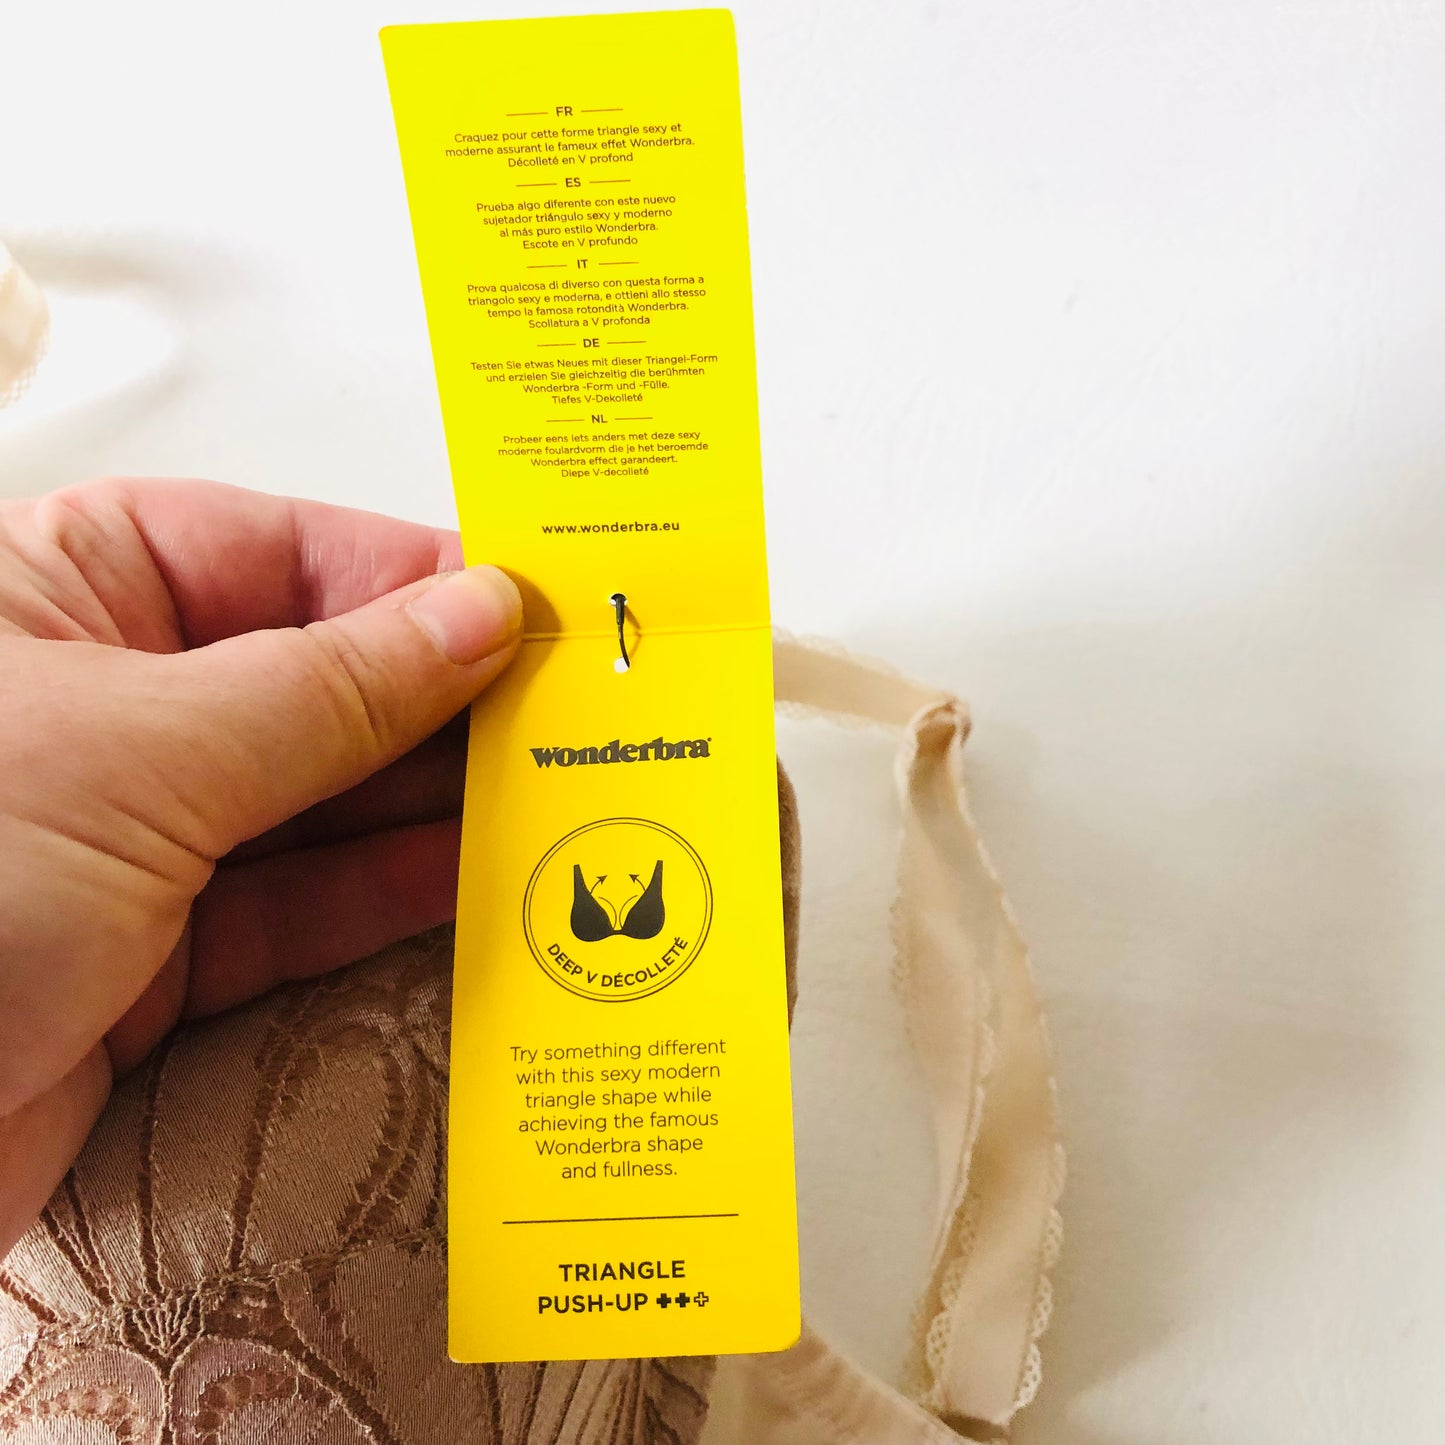 FR
Craquez pour cette forme triangle sexy et
moderne assurant le fameux effet Wonderbra.
Décolleté en V profond
ES
Prueba algo diferente con este nuevo
sujetador triángulo sexy y moderno
al más puro estilo Wonderbra.
Escote en V profundo
IT
Prova qualcosa di diverso con questa forma a
triangolo sexy e moderna, e ottieni allo stesso
tempo la famosa rotondità Wonderbra.
Scollatura a V profonda
DE
Testen Sie etwas Neues mit dieser Triangel-Form
und erzielen Sie gleichzeitig die berühmten
Wonderbra -Form und -Fülle.
Tiefes V-Dekolleté
NL
Probeer eens iets anders met deze sexy
moderne foulardvorm die je het beroemde
Wonderbra effect garandeert.
Diepe V-decolleté
www.wonderbra.eu
wonderbra
DEEP V DÉCOLLETÉ
Try something different
with this sexy modern
triangle shape while
achieving the famous
Wonderbra shape
and fullness.
TRIANGLE
PUSH-UP